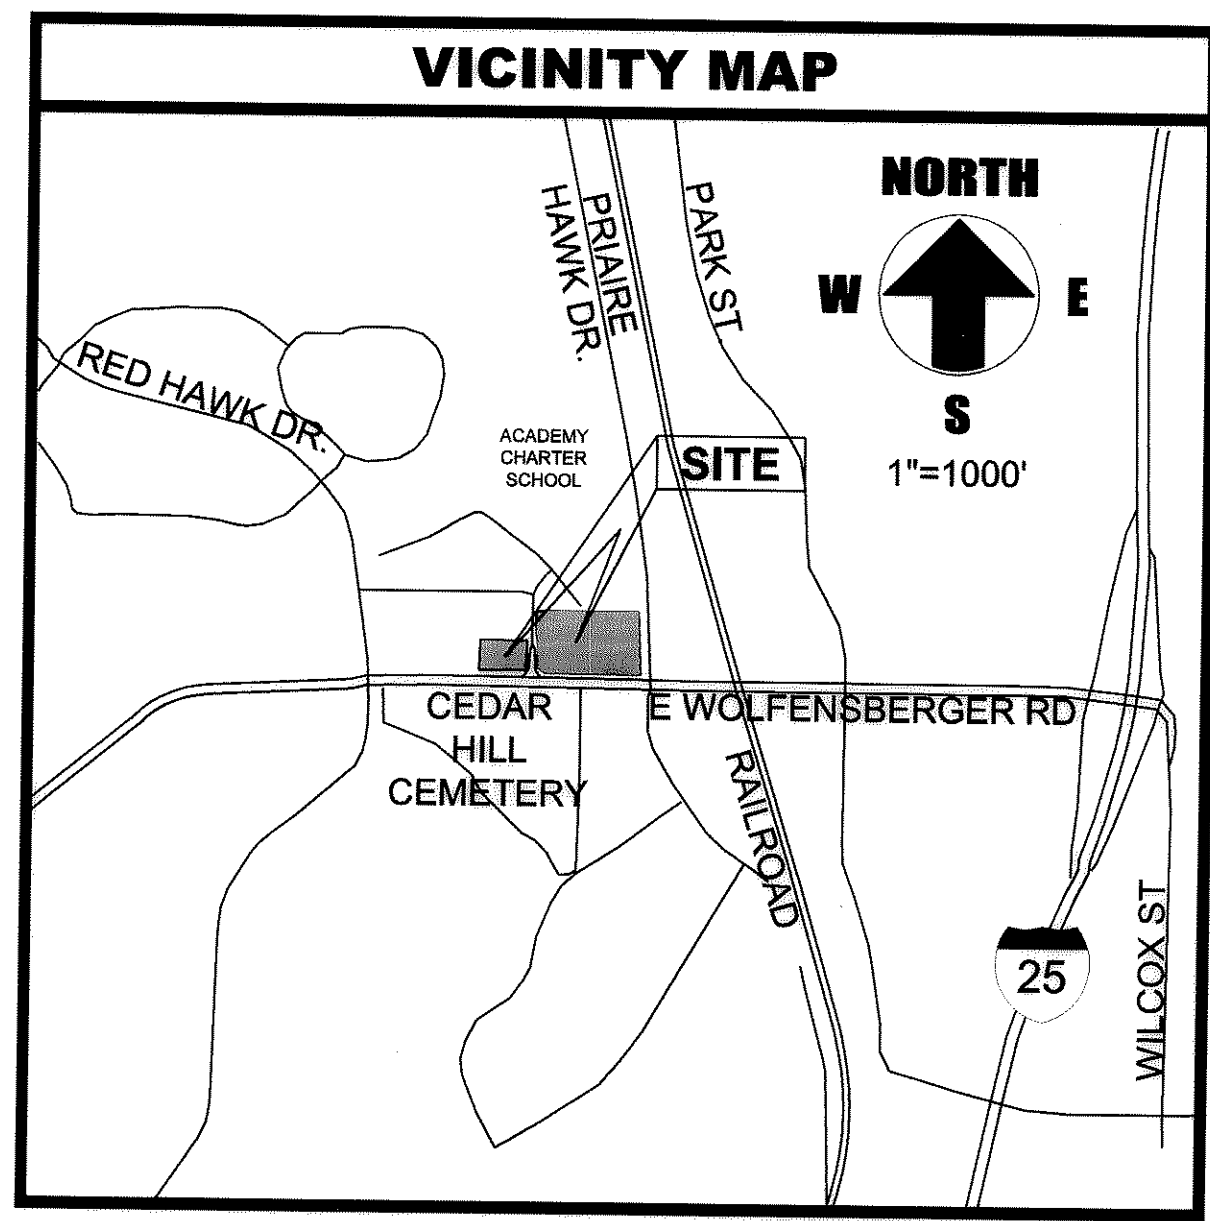 VICINITY MAP
NORTH
W
E
S
1"=1000'
PRIAIRE
HAWK DR.
PARK ST.
RED HAWK DR.
ACADEMY
CHARTER
SCHOOL
SITE
CEDAR
HILL
CEMETERY
E WOLFENSBERGER RD
RAILROAD
25
WILCOX ST